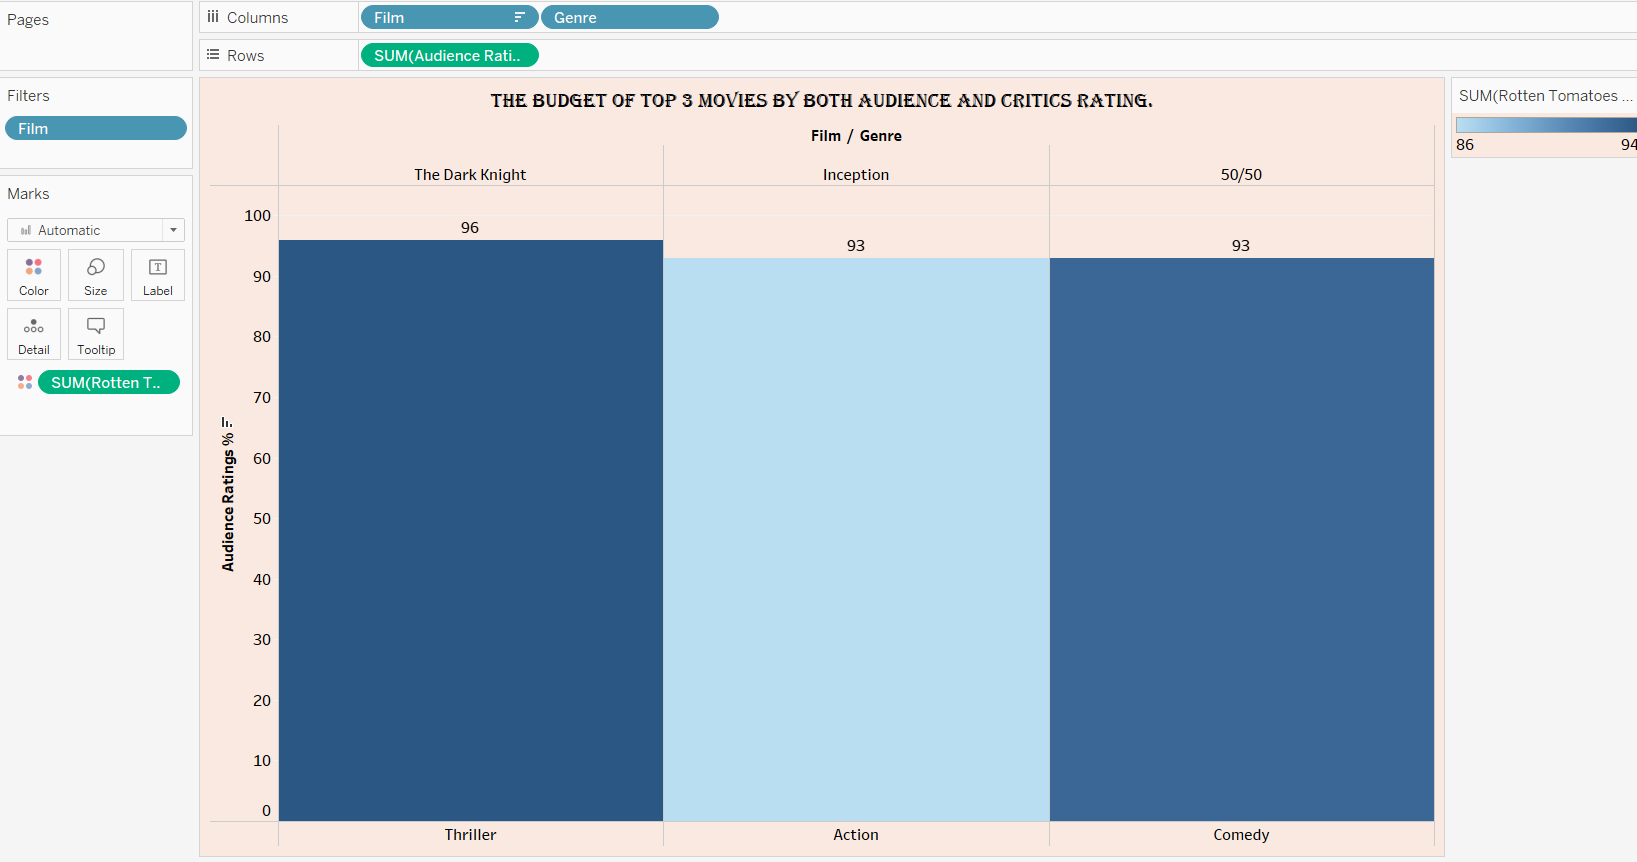 Pages
Columns
Film
Genre
Rows
SUM(Audience Rati..
Filters
Film
Marks
Automatic
Color
Size
Label
Detail
Tooltip
SUM(Rotten T..
THE BUDGET OF TOP 3 MOVIES BY BOTH AUDIENCE AND CRITICS RATING.
Film / Genre
The Dark Knight
Inception
50/50
Audience Ratings %
100
90
80
70
60
50
40
30
20
10
0
96
93
93
Thriller
Action
Comedy
SUM(Rotten Tomatoes ...
86
94